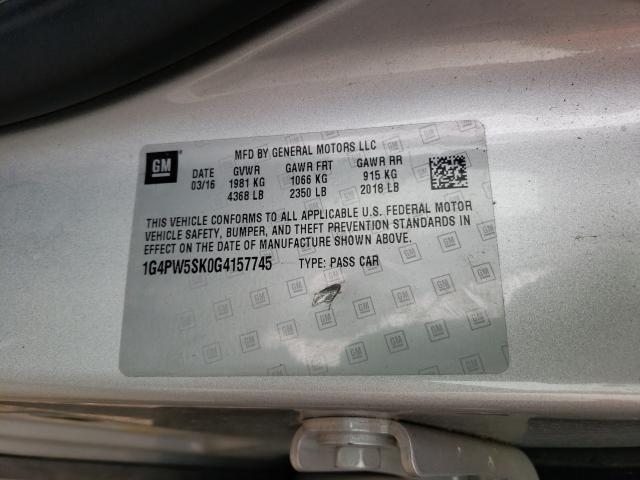 GM
MFD BY GENERAL MOTORS LLC
DATE GVWR GAWR FRT GAWR RR
03/16 1981 KG 1066 KG 915 KG
4368 LB 2350 LB 2018 LB
THIS VEHICLE CONFORMS TO ALL APPLICABLE U.S. FEDERAL MOTOR
VEHICLE SAFETY, BUMPER, AND THEFT PREVENTION STANDARDS IN
EFFECT ON THE DATE OF MANUFACTURE SHOWN ABOVE.
1G4PW5SK0G4157745 TYPE: PASS CAR